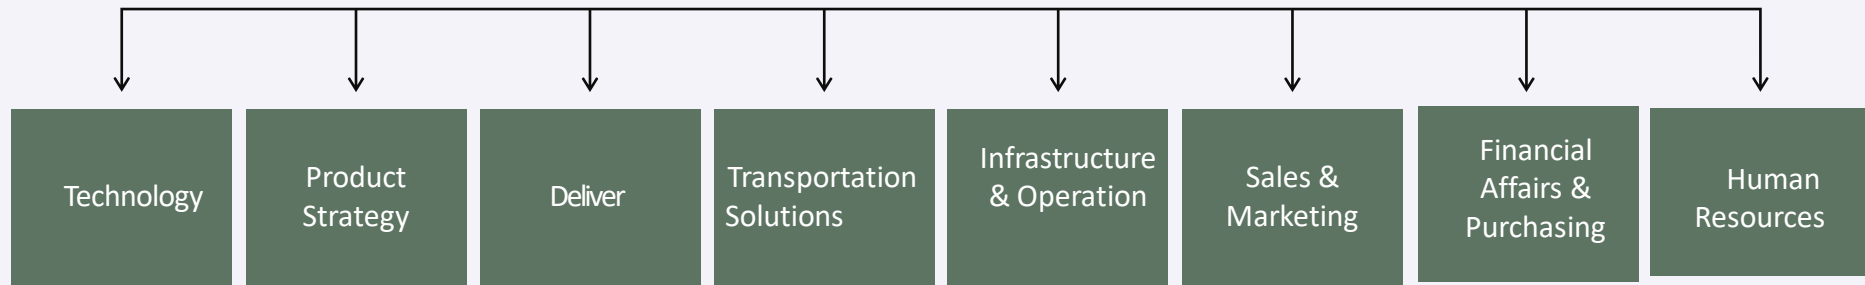 Technology
Product
Strategy
Deliver
Transportation
Solutions
Infrastructure
& Operation
Sales &
Marketing
Financial
Affairs &
Purchasing
Human
Resources